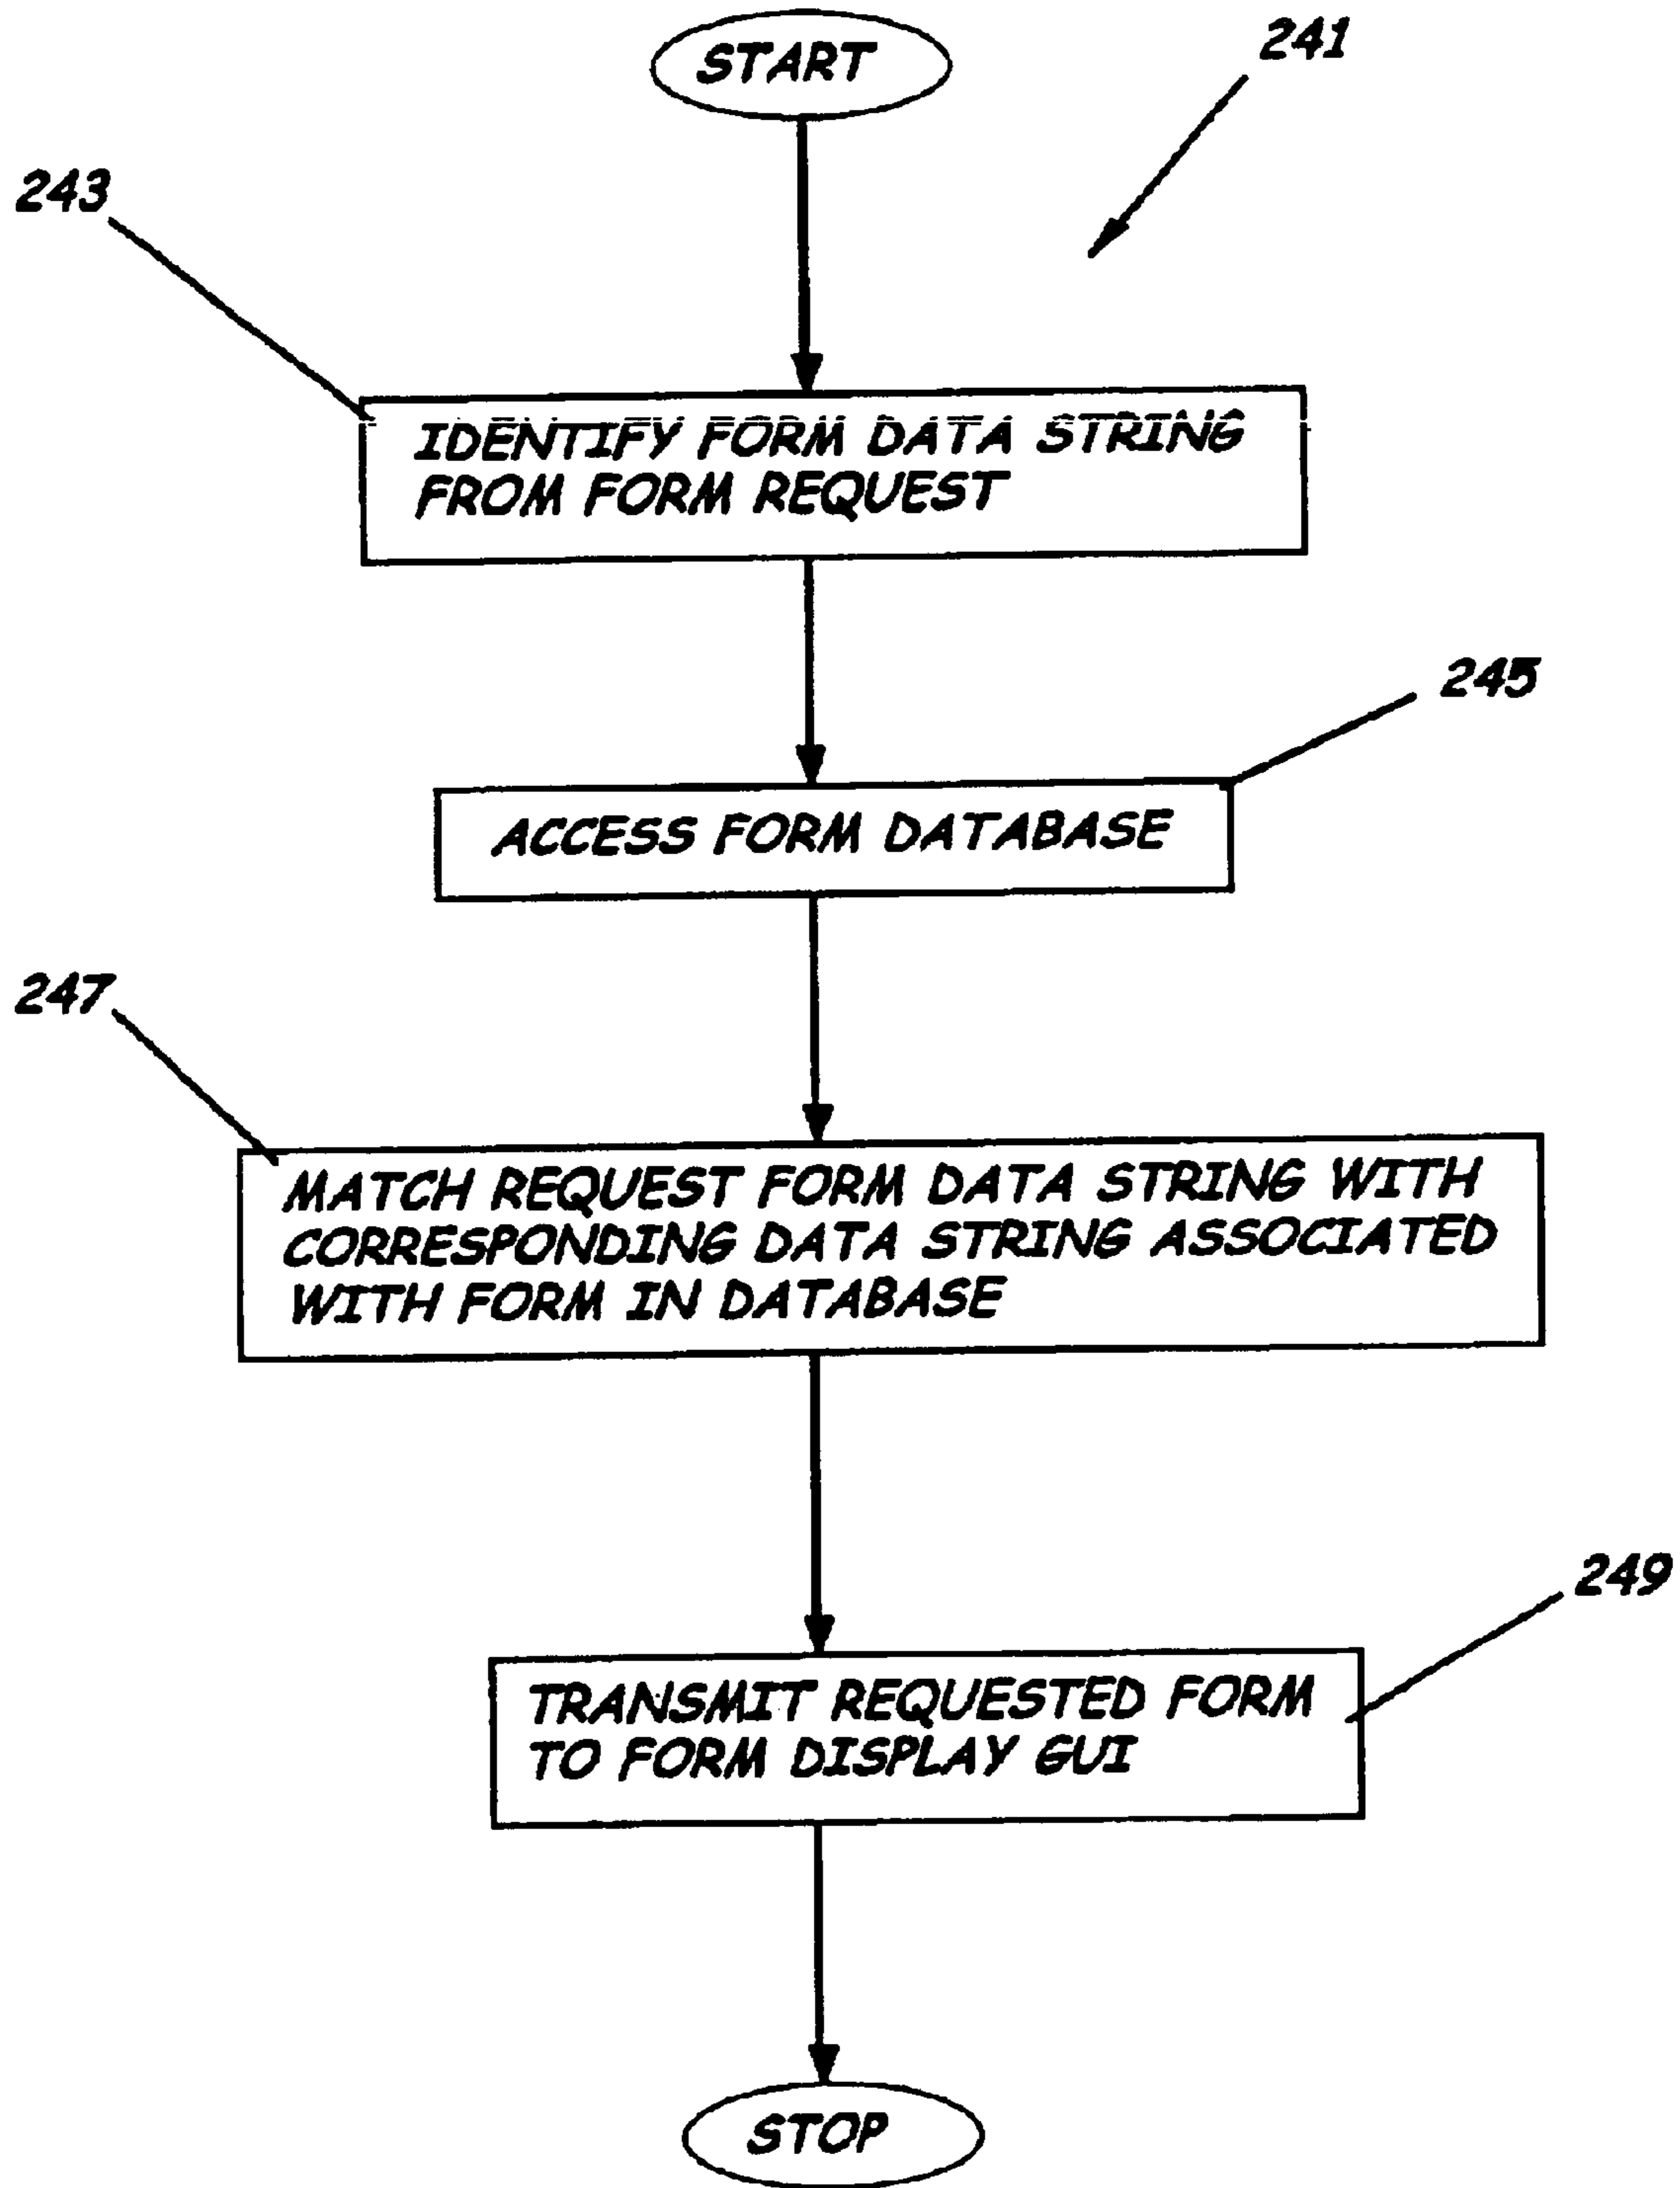 START
241
243
IDENTIFY FORM DATA STRING
FROM FORM REQUEST
245
ACCESS FORM DATABASE
247
MATCH REQUEST FORM DATA STRING WITH
CORRESPONDING DATA STRING ASSOCIATED
WITH FORM IN DATABASE
249
TRANSMIT REQUESTED FORM
TO FORM DISPLAY GUI
STOP